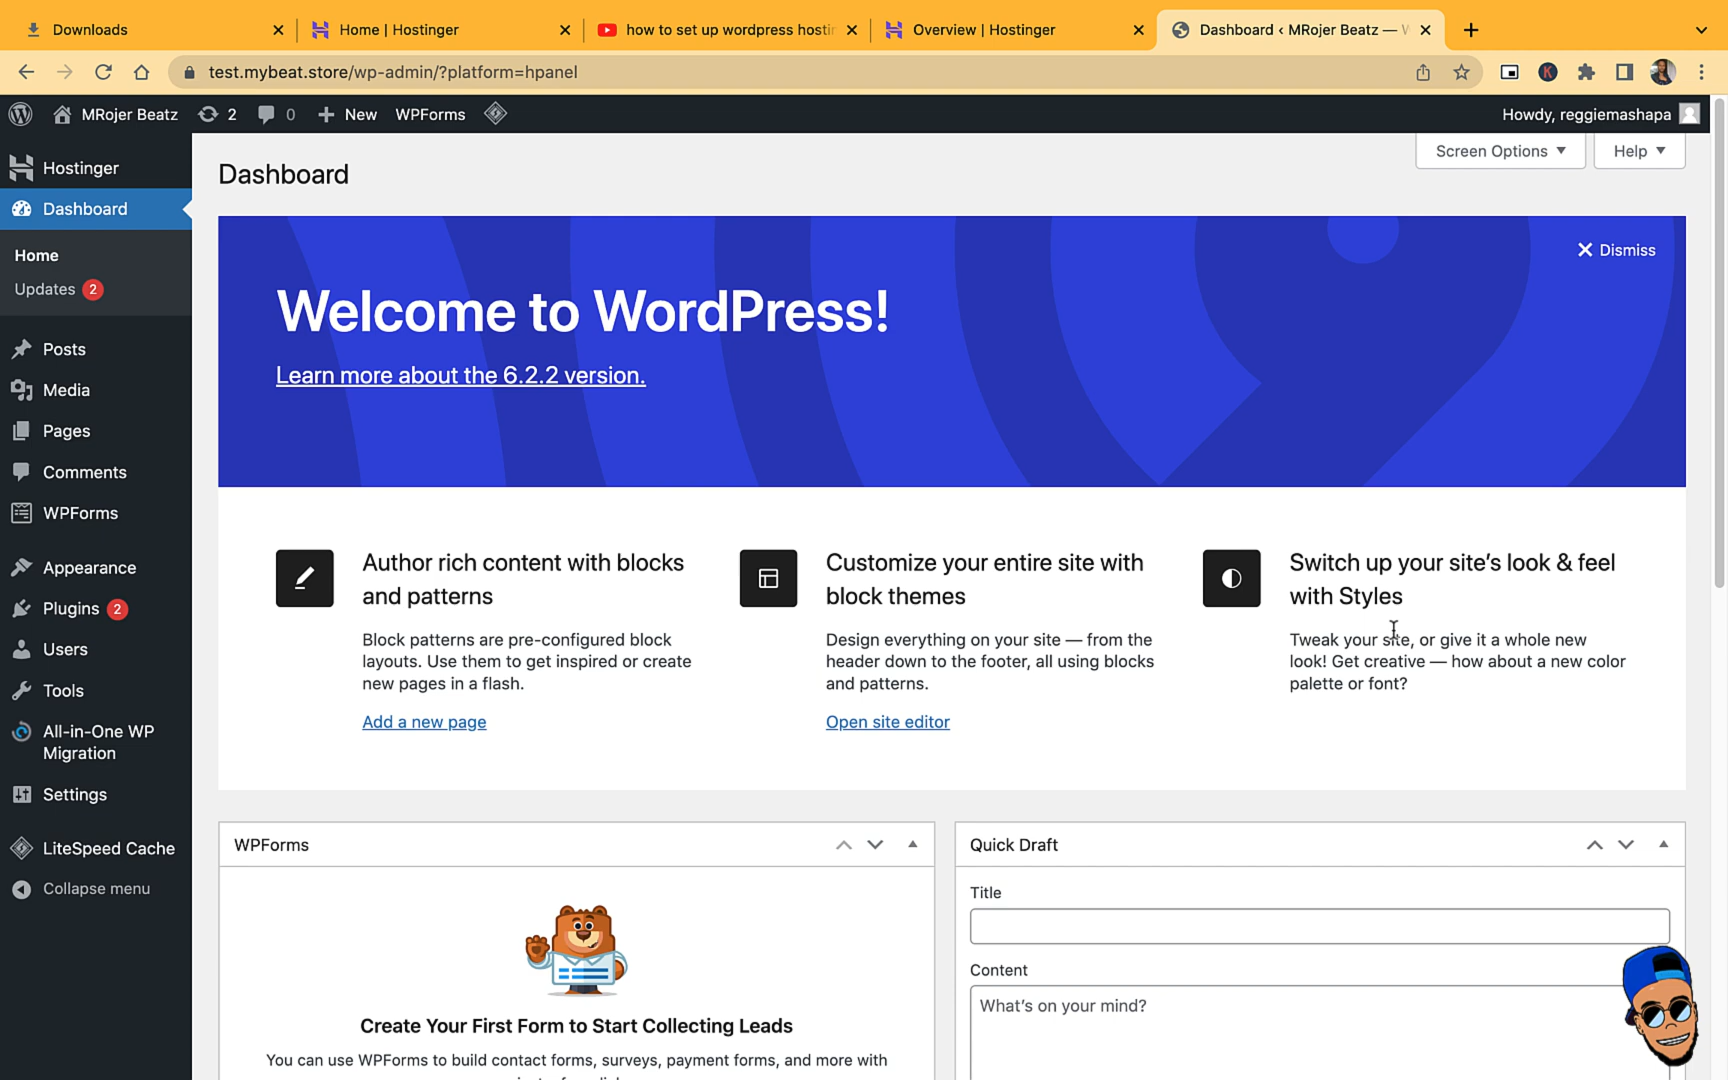 Downloads
Home | Hostinger
how to set up wordpress hosti
Overview | Hostinger
Dashboard ‹ MRojer Beatz — W
test.mybeat.store/wp-admin/?platform=hpanel
K
MRojer Beatz
2
0
New
WPForms
Howdy, reggiemashapa
Screen Options
Help
Hostinger
Dashboard
Home
Updates 2
Posts
Media
Pages
Comments
WPForms
Appearance
Plugins 2
Users
Tools
All-in-One WP
Migration
Settings
LiteSpeed Cache
Collapse menu
Dashboard
Dismiss
Welcome to WordPress!
Learn more about the 6.2.2 version.
Author rich content with blocks
and patterns
Block patterns are pre-configured block
layouts. Use them to get inspired or create
new pages in a flash.
Add a new page
Customize your entire site with
block themes
Design everything on your site — from the
header down to the footer, all using blocks
and patterns.
Open site editor
Switch up your site’s look & feel
with Styles
Tweak your site, or give it a whole new
look! Get creative — how about a new color
palette or font?
WPForms
Create Your First Form to Start Collecting Leads
You can use WPForms to build contact forms, surveys, payment forms, and more with
Quick Draft
Title
Content
What’s on your mind?